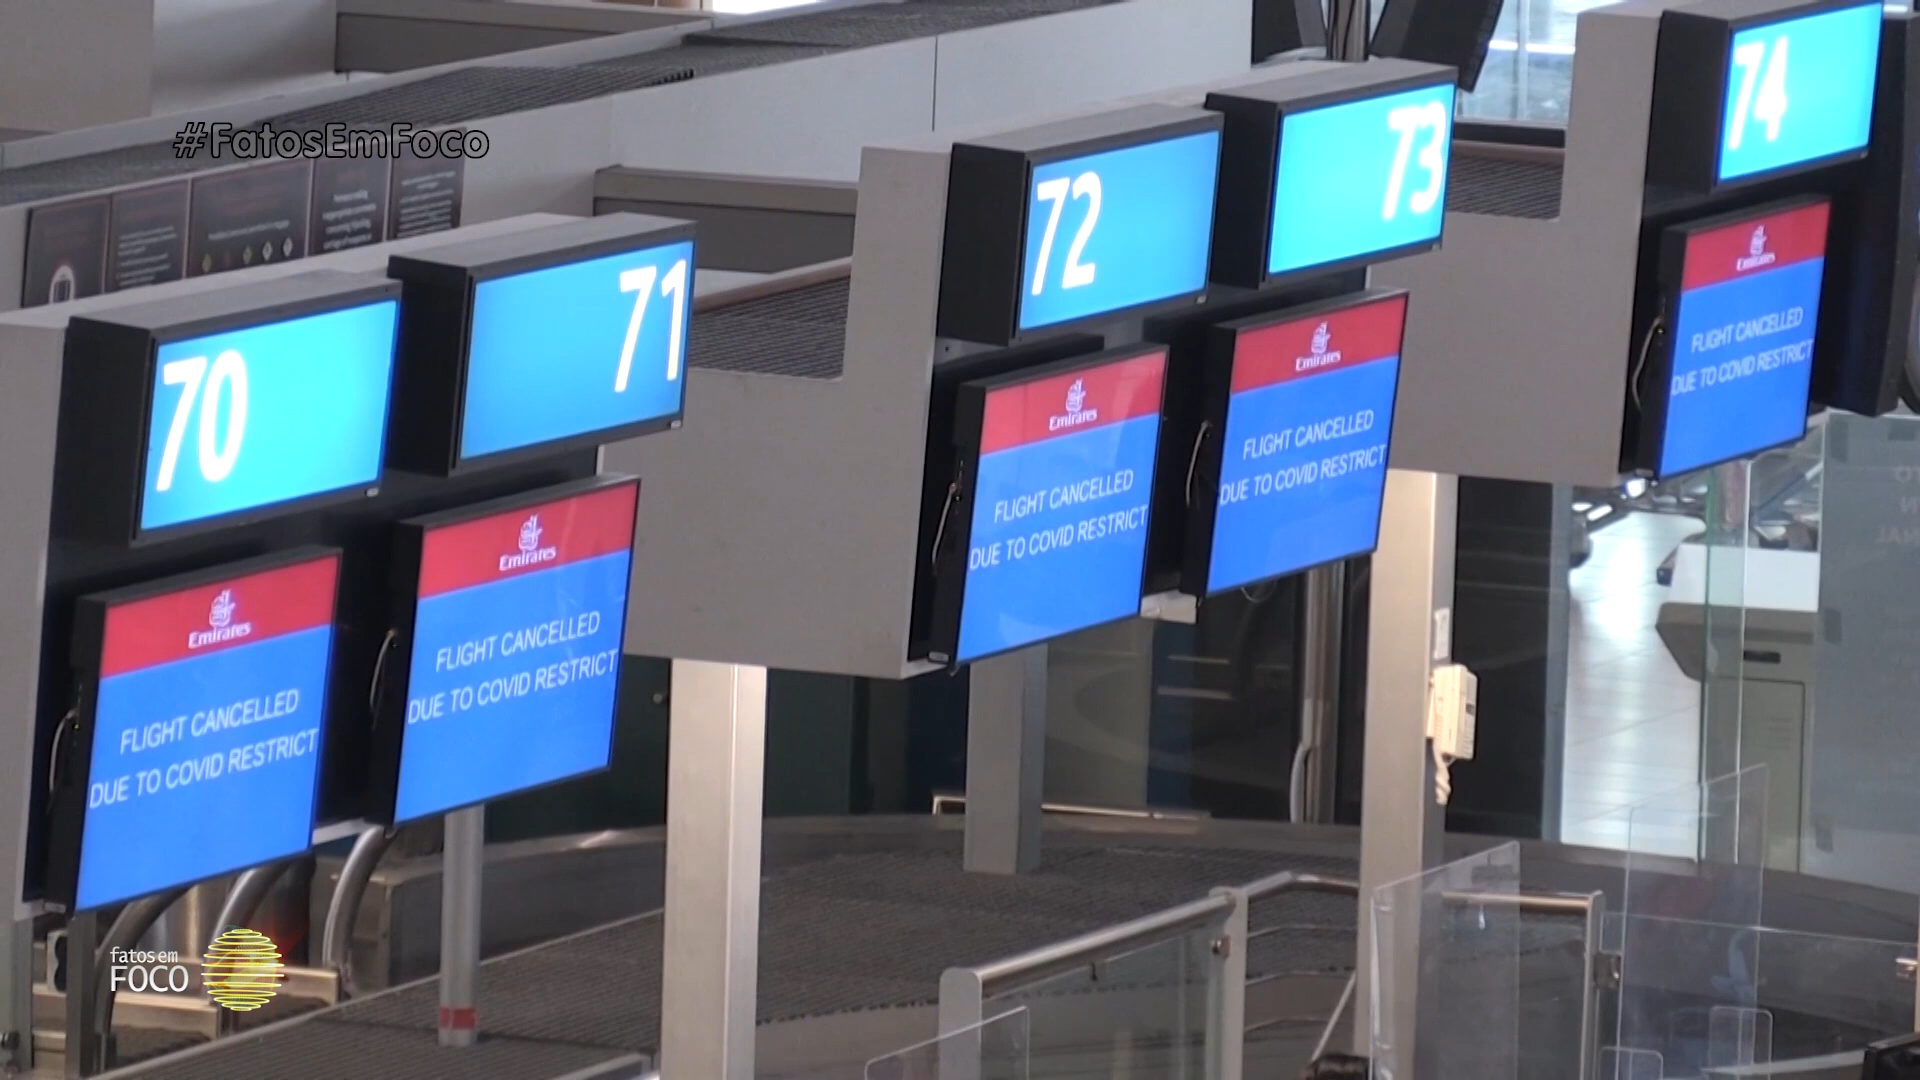 #FatosEmFoco
70
71
72
73
74
Emirates
FLIGHT CANCELLED
DUE TO COVID RESTRICT
Emirates
FLIGHT CANCELLED
DUE TO COVID RESTRICT
Emirates
FLIGHT CANCELLED
DUE TO COVID RESTRICT
Emirates
FLIGHT CANCELLED
DUE TO COVID RESTRICT
Emirates
FLIGHT CANCELLED
DUE TO COVID RESTRICT
fatos em
FOCO